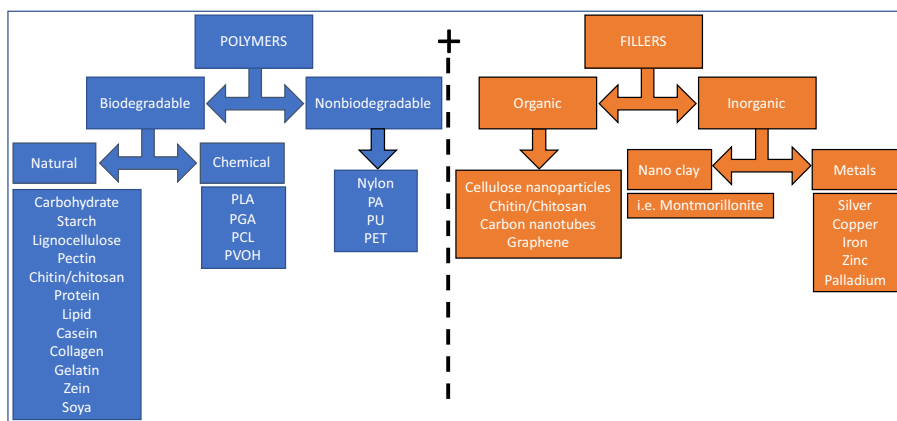 POLYMERS
Biodegradable
Nonbiodegradable
Natural
Chemical
Carbohydrate
Starch
Lignocellulose
Pectin
Chitin/chitosan
Protein
Lipid
Casein
Collagen
Gelatin
Zein
Soya
PLA
PGA
PCL
PVOH
Nylon
PA
PU
PET
+
FILLERS
Organic
Inorganic
Cellulose nanoparticles
Chitin/Chitosan
Carbon nanotubes
Graphene
Nano clay
i.e. Montmorillonite
Metals
Silver
Copper
Iron
Zinc
Palladium